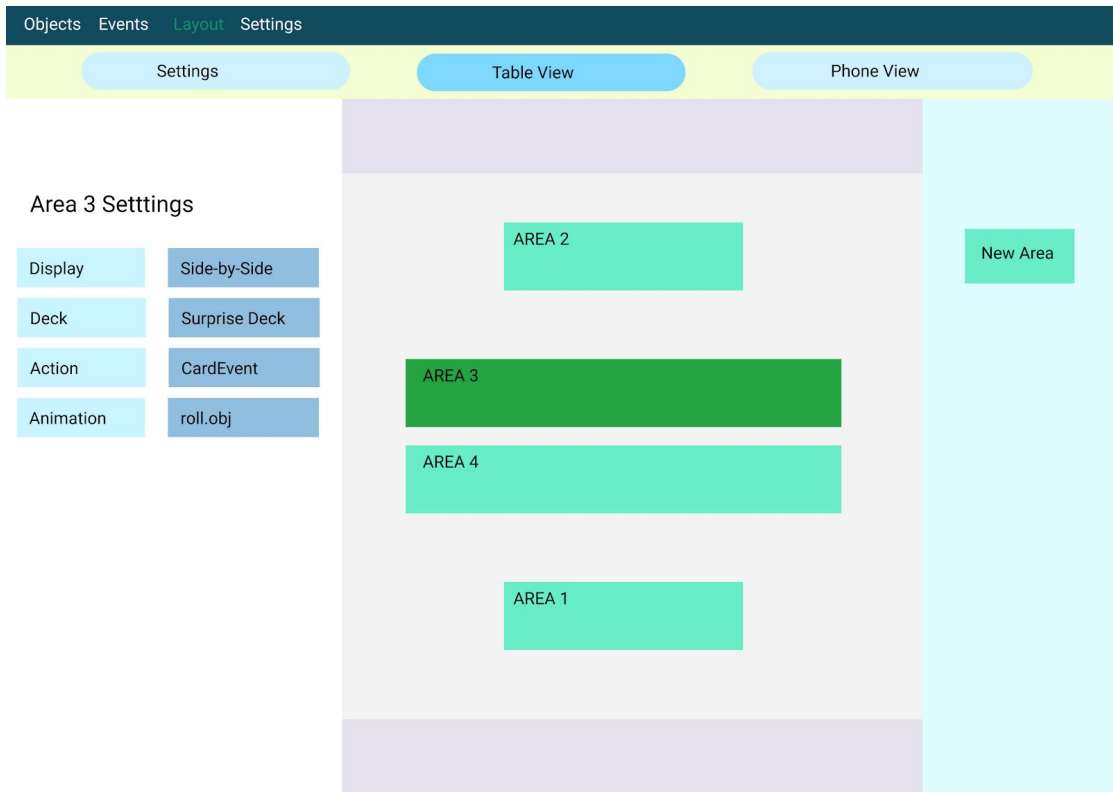 Objects Events Layout Settings
Settings Table View Phone View
Area 3 Setttings
Display Side-by-Side
Deck Surprise Deck
Action CardEvent
Animation roll.obj
AREA 2
AREA 3
AREA 4
AREA 1
New Area